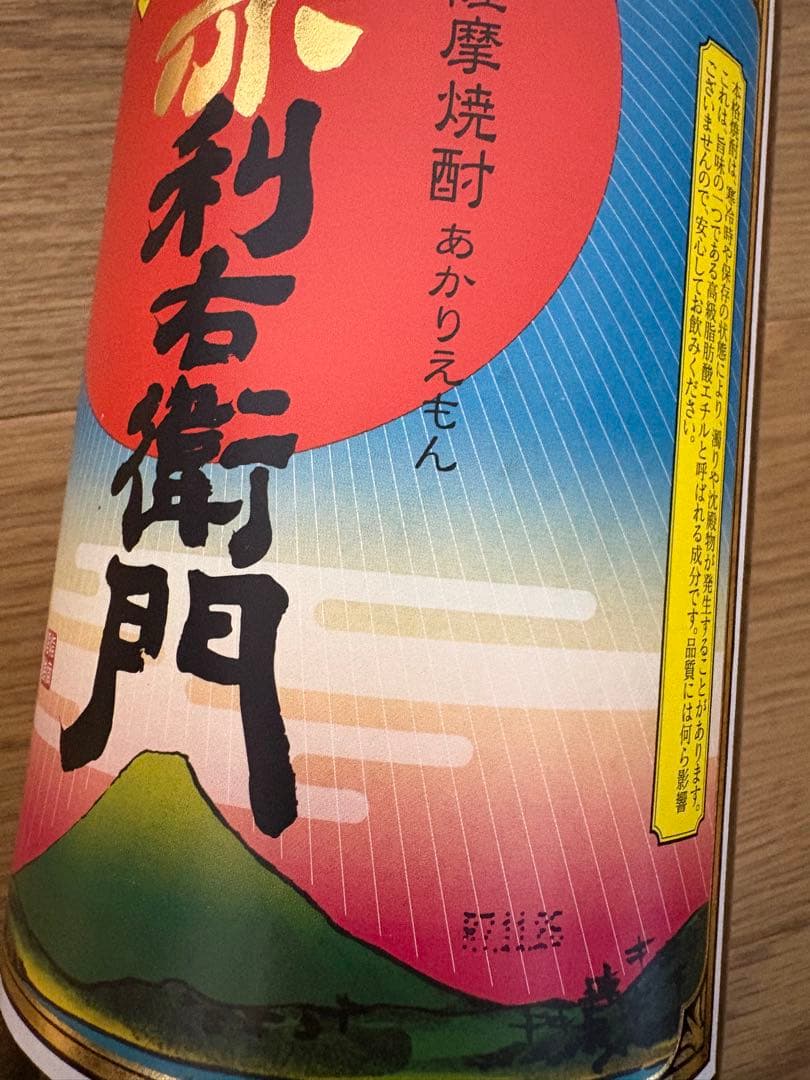 赤利右衛門
薩摩焼酎 あかりえもん
本格焼酎は、寒冷時や保存の状態により、濁りや沈殿物が発生することがあります。
これは、旨味の一つである高級脂肪酸エチルと呼ばれる成分です。品質には何ら影響
ございませんので、安心してお飲みください。
R7.11.26